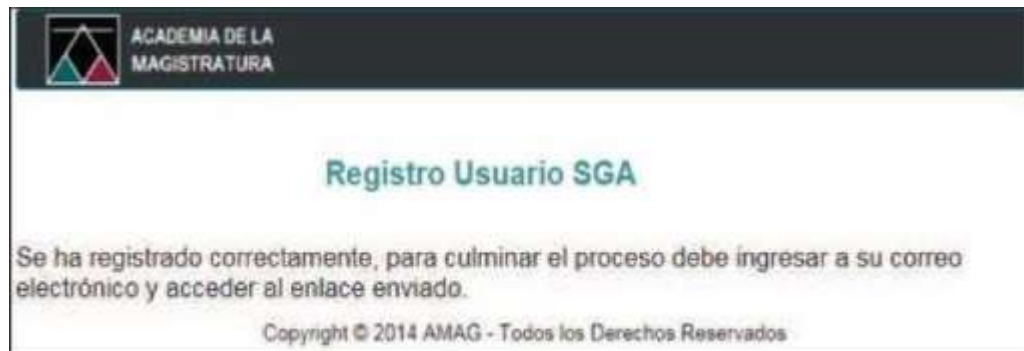 ACADEMIA DE LA
MAGISTRATURA
Registro Usuario SGA
Se ha registrado correctamente, para culminar el proceso debe ingresar a su correo
electrónico y acceder al enlace enviado.
Copyright © 2014 AMAG - Todos los Derechos Reservados